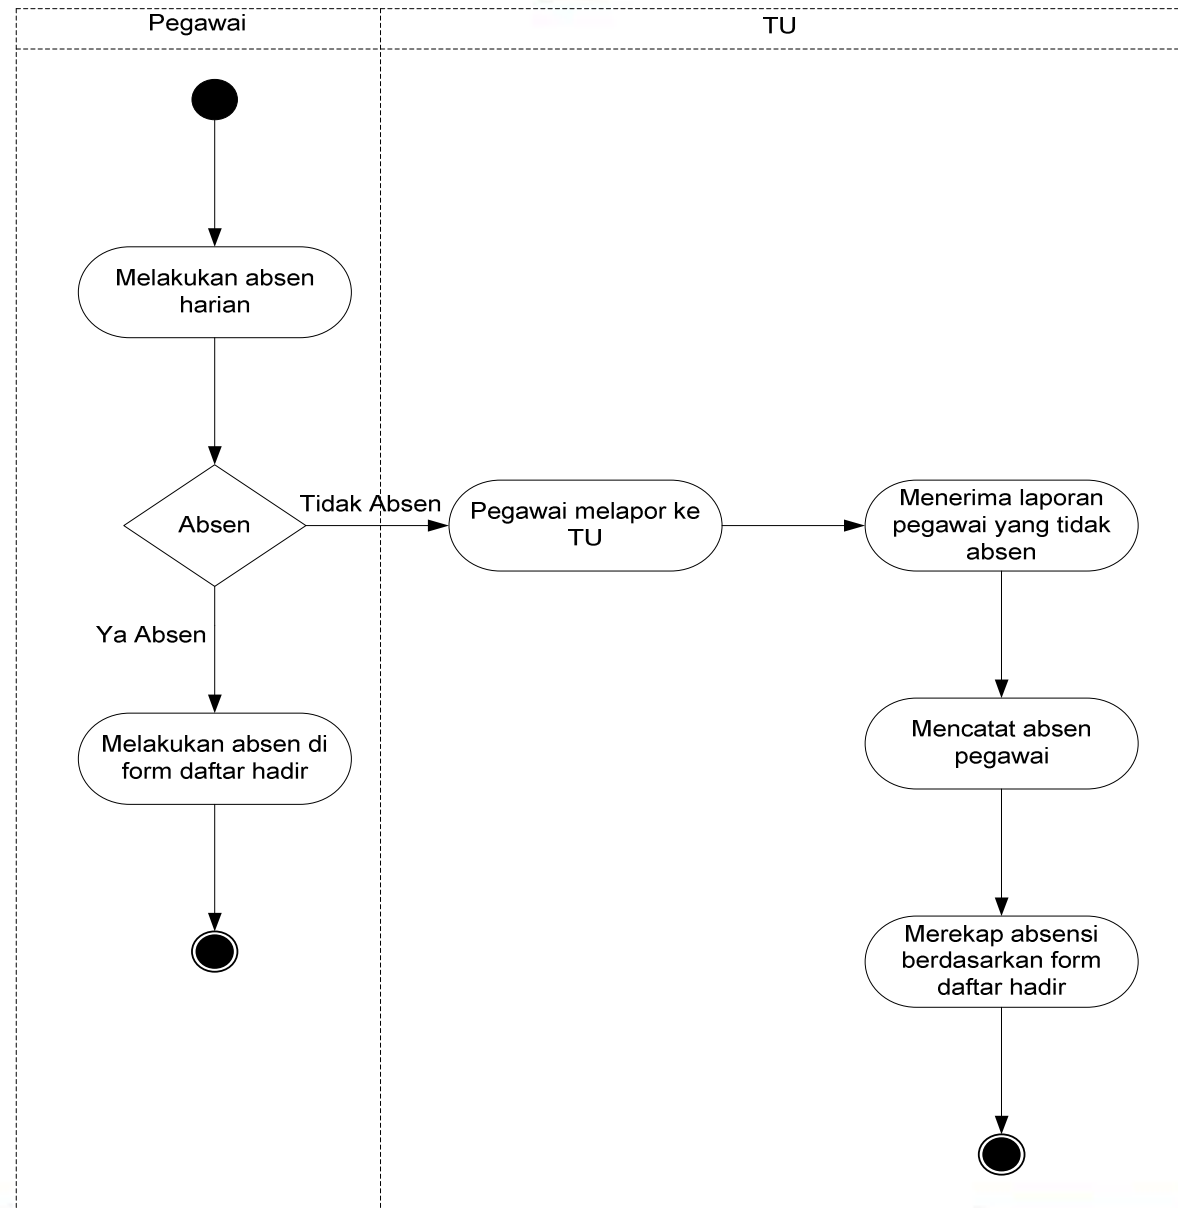 Pegawai
TU
Melakukan absen
harian
Absen
Tidak Absen
Pegawai melapor ke
TU
Menerima laporan
pegawai yang tidak
absen
Ya Absen
Melakukan absen di
form daftar hadir
Mencatat absen
pegawai
Merekap absensi
berdasarkan form
daftar hadir